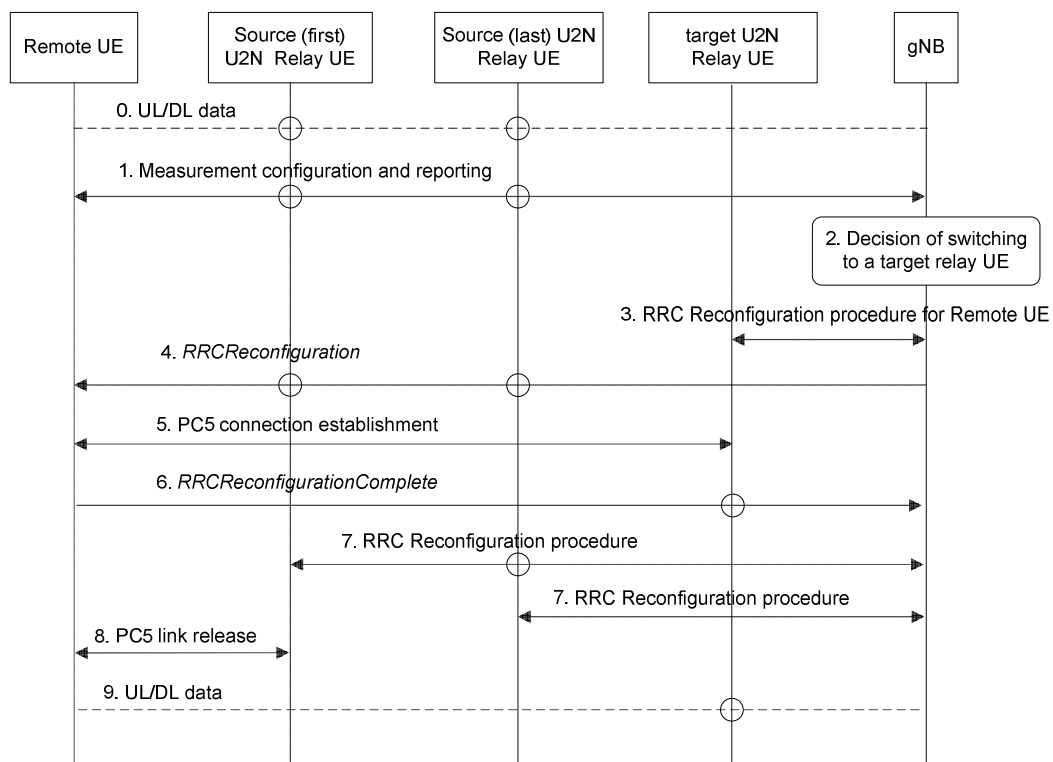 Remote UE
Source (first)
U2N Relay UE
Source (last) U2N
Relay UE
target U2N
Relay UE
gNB
0. UL/DL data
1. Measurement configuration and reporting
2. Decision of switching
to a target relay UE
3. RRC Reconfiguration procedure for Remote UE
4. RRCReconfiguration
5. PC5 connection establishment
6. RRCReconfigurationComplete
7. RRC Reconfiguration procedure
7. RRC Reconfiguration procedure
8. PC5 link release
9. UL/DL data